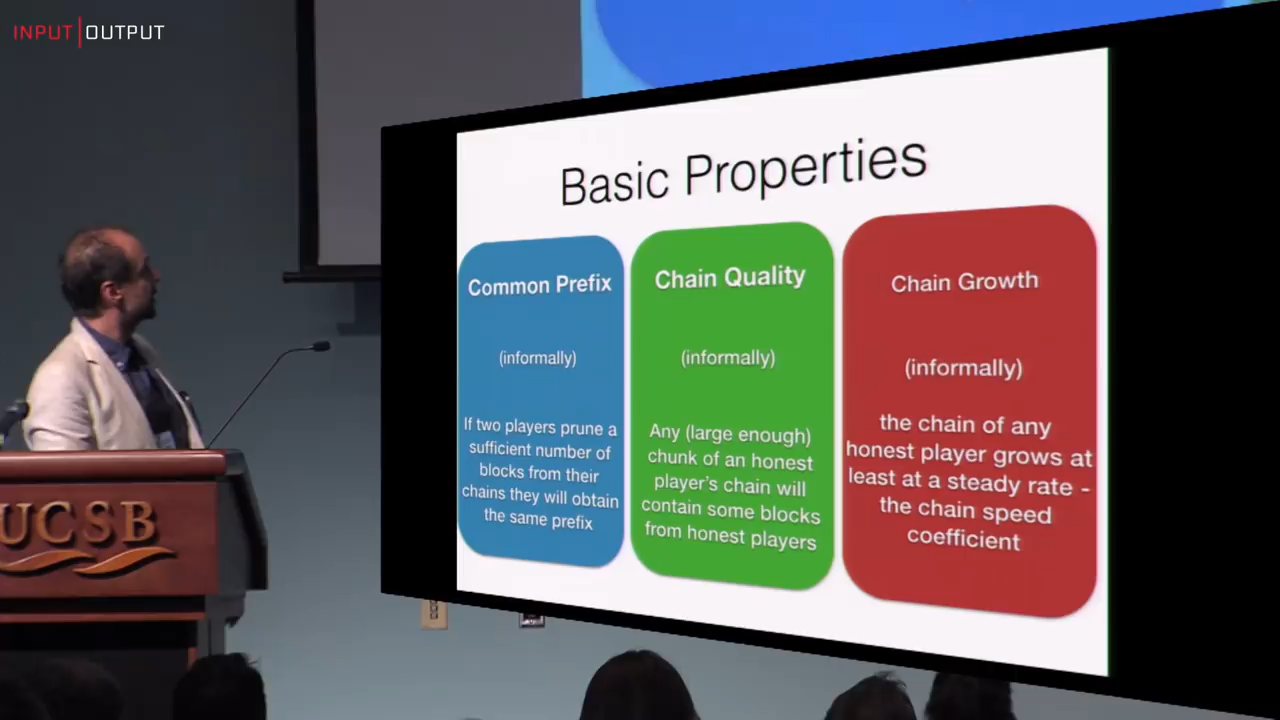 INPUT|OUTPUT
Basic Properties
Common Prefix
(informally)
If two players prune a
sufficient number of
blocks from their
chains they will obtain
the same prefix
Chain Quality
(informally)
Any (large enough)
chunk of an honest
player's chain will
contain some blocks
from honest players
Chain Growth
(informally)
the chain of any
honest player grows at
least at a steady rate -
the chain speed
coefficient
UCSB